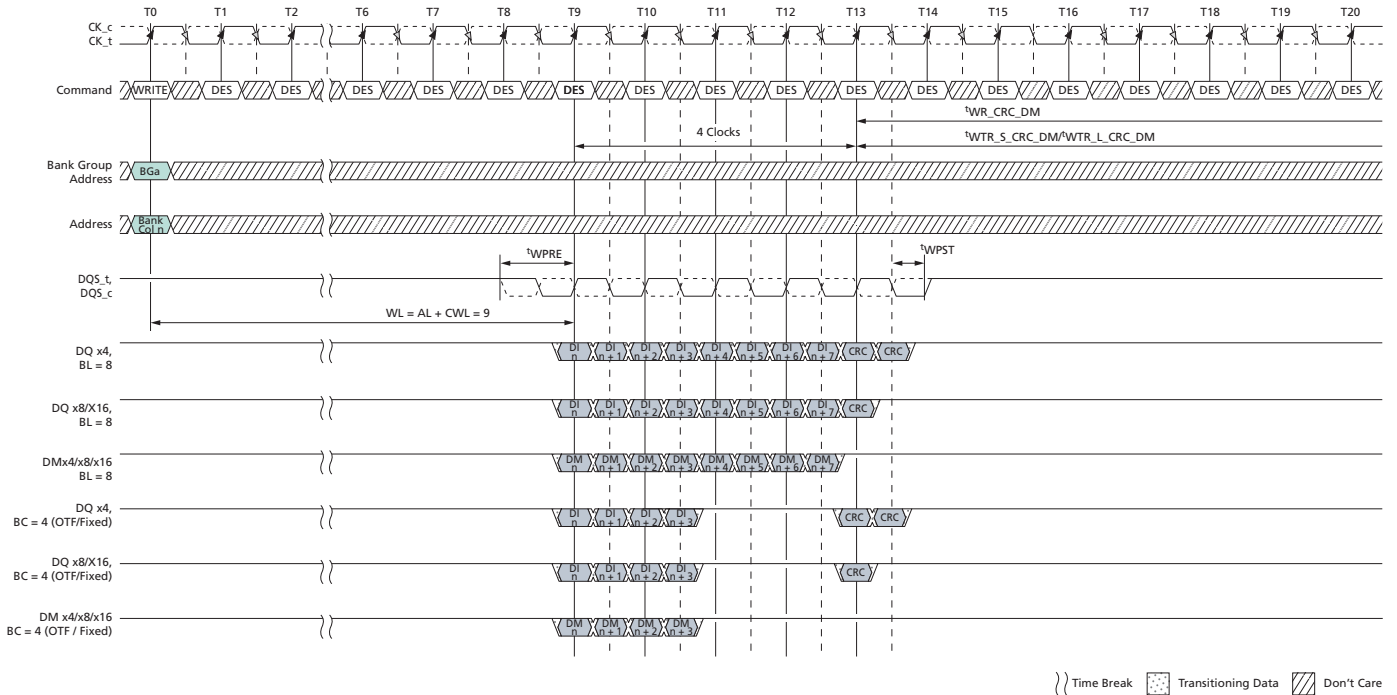 T0 T1 T2 T6 T7 T8 T9 T10 T11 T12 T13 T14 T15 T16 T17 T18 T19 T20
CK_c
CK_t
Command WRITE DES DES DES DES DES DES DES DES DES DES DES DES DES DES DES DES DES
tWR_CRC_DM
4 Clocks
tWTR_S_CRC_DM/tWTR_L_CRC_DM
Bank Group
Address
BGa
Address
Bank
Col n
tWPRE
tWPST
DQS_t,
DQS_c
WL = AL + CWL = 9
DQ x4,
BL = 8
DI n DI n + 1 DI n + 2 DI n + 3 DI n + 4 DI n + 5 DI n + 6 DI n + 7 CRC CRC
DQ x8/X16,
BL = 8
DI n DI n + 1 DI n + 2 DI n + 3 DI n + 4 DI n + 5 DI n + 6 DI n + 7 CRC
DMx4/x8/x16
BL = 8
DM n DM n + 1 DM n + 2 DM n + 3 DM n + 4 DM n + 5 DM n + 6 DM n + 7
DQ x4,
BC = 4 (OTF/Fixed)
DI n DI n + 1 DI n + 2 DI n + 3 CRC CRC
DQ x8/X16,
BC = 4 (OTF/Fixed)
DI n DI n + 1 DI n + 2 DI n + 3 CRC
DM x4/x8/x16
BC = 4 (OTF / Fixed)
DM n DM n + 1 DM n + 2 DM n + 3
Time Break Transitioning Data Don't Care